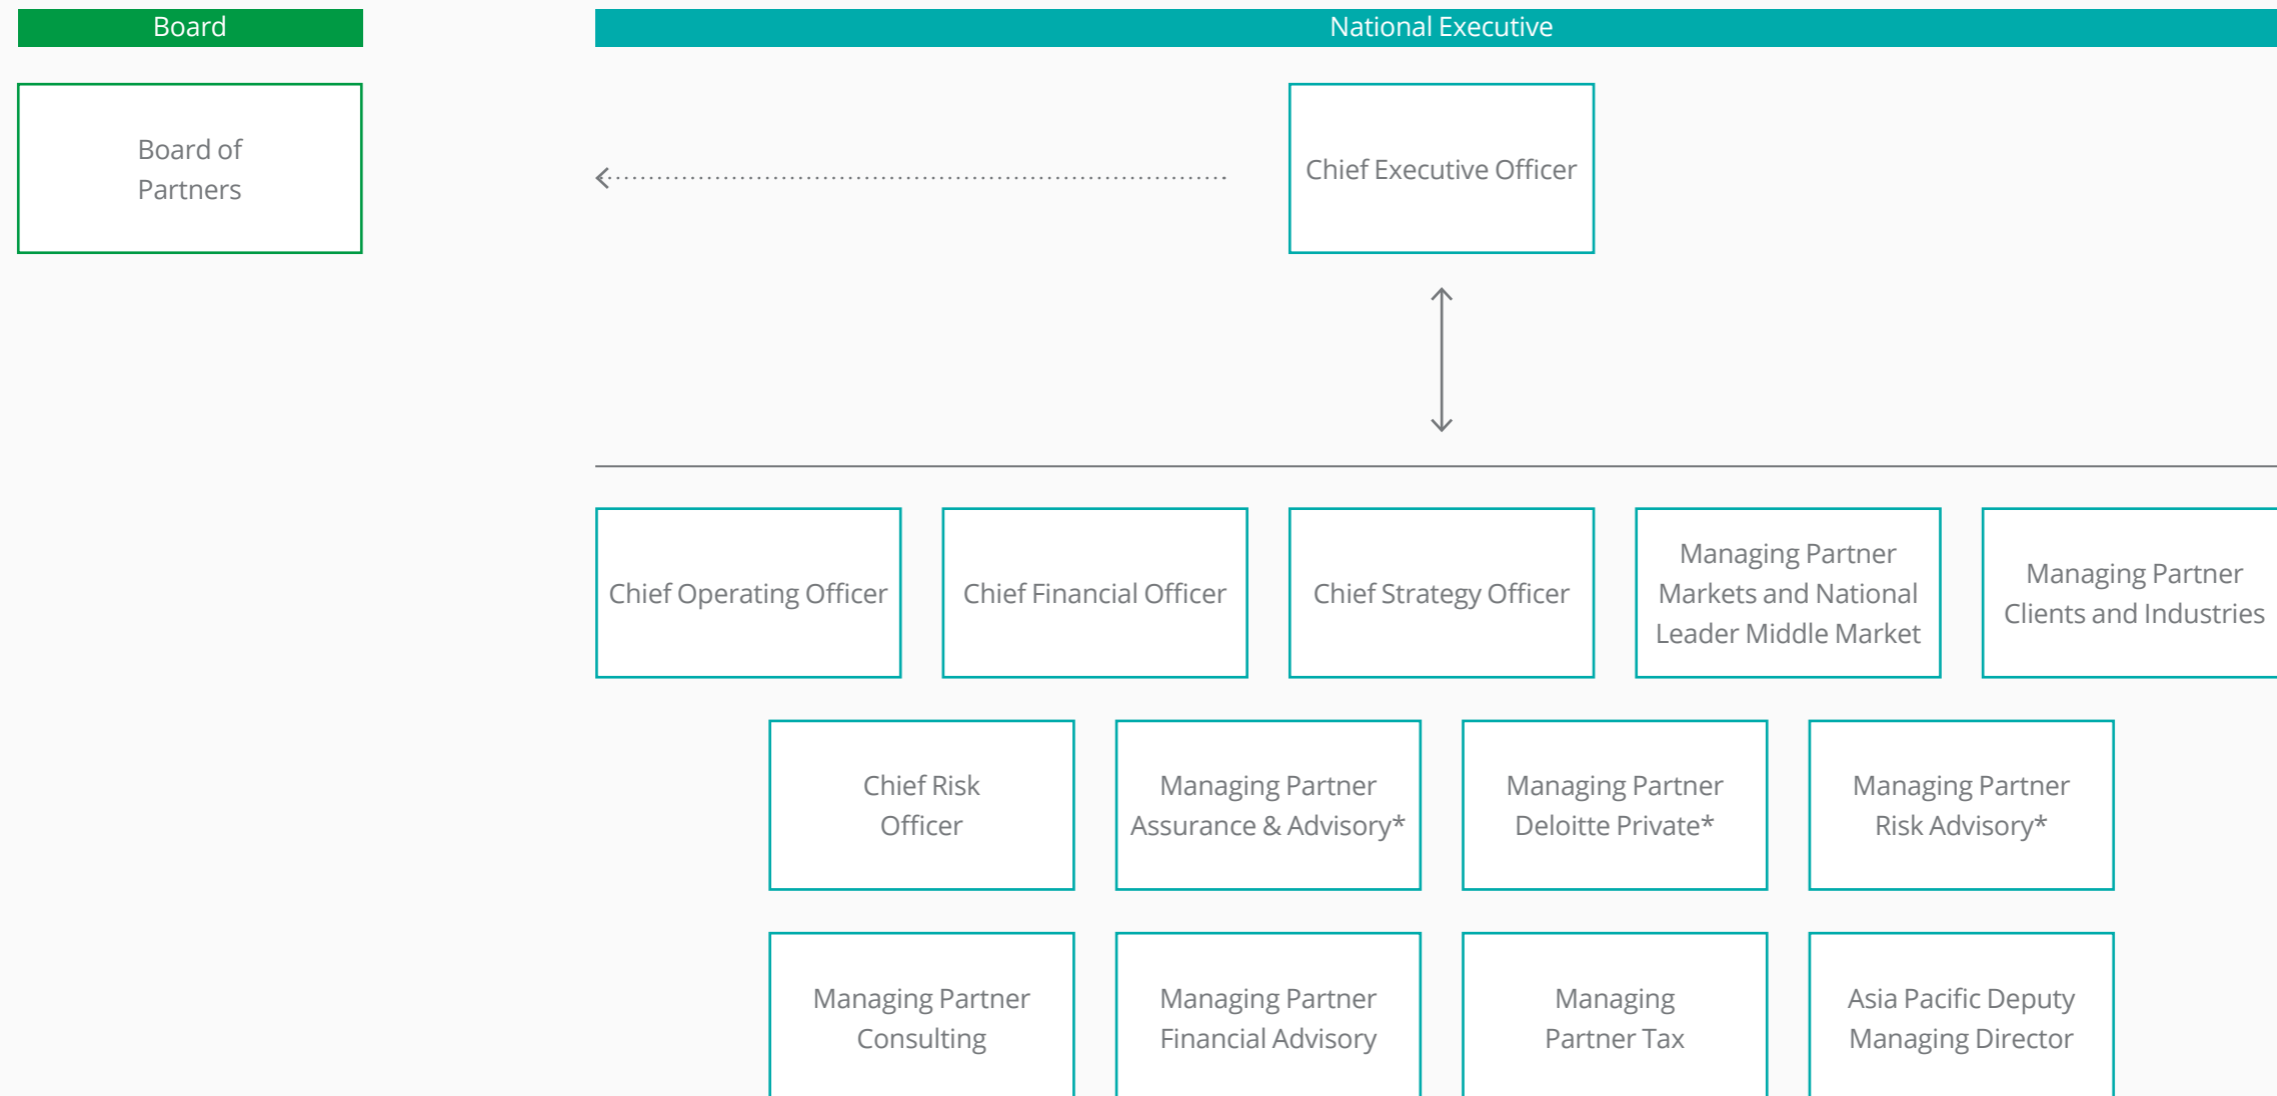 Board
National Executive
Board of
Partners
Chief Executive Officer
Chief Operating Officer
Chief Financial Officer
Chief Strategy Officer
Managing Partner
Markets and National
Leader Middle Market
Managing Partner
Clients and Industries
Chief Risk
Officer
Managing Partner
Assurance & Advisory*
Managing Partner
Deloitte Private*
Managing Partner
Risk Advisory*
Managing Partner
Consulting
Managing Partner
Financial Advisory
Managing
Partner Tax
Asia Pacific Deputy
Managing Director